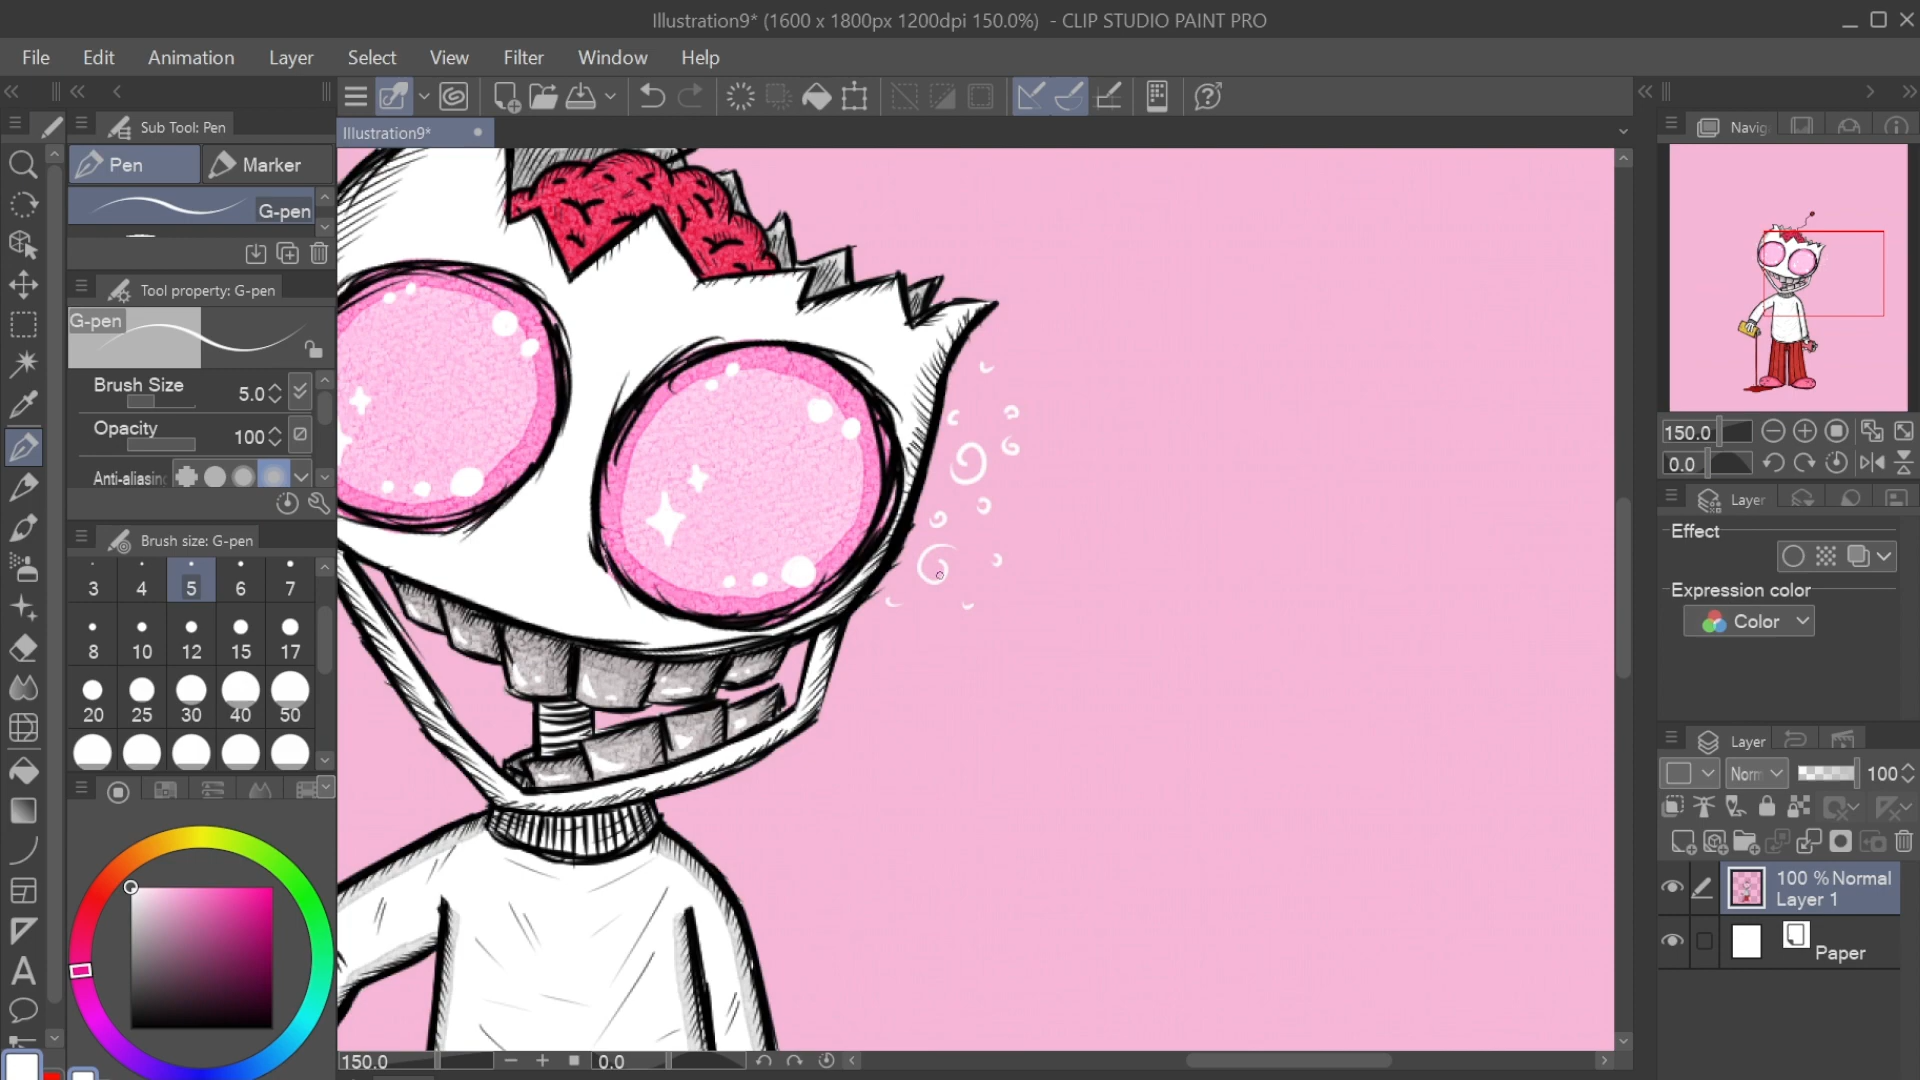 Illustration9* (1600 x 1800px 1200dpi 150.0%)  - CLIP STUDIO PAINT PRO
File Edit Animation Layer Select View Filter Window Help
Sub Tool: Pen
Illustration9*
Navig
Pen Marker
G-pen
Tool property: G-pen
G-pen
Brush Size 5.0
Opacity 100
Anti-aliasing
Brush size: G-pen
3 4 5 6 7
8 10 12 15 17
20 25 30 40 50
150.0
0.0
Layer
Effect
Expression color
Color
Layer
Norm 100
100 % Normal
Layer 1
Paper
150.0 0.0